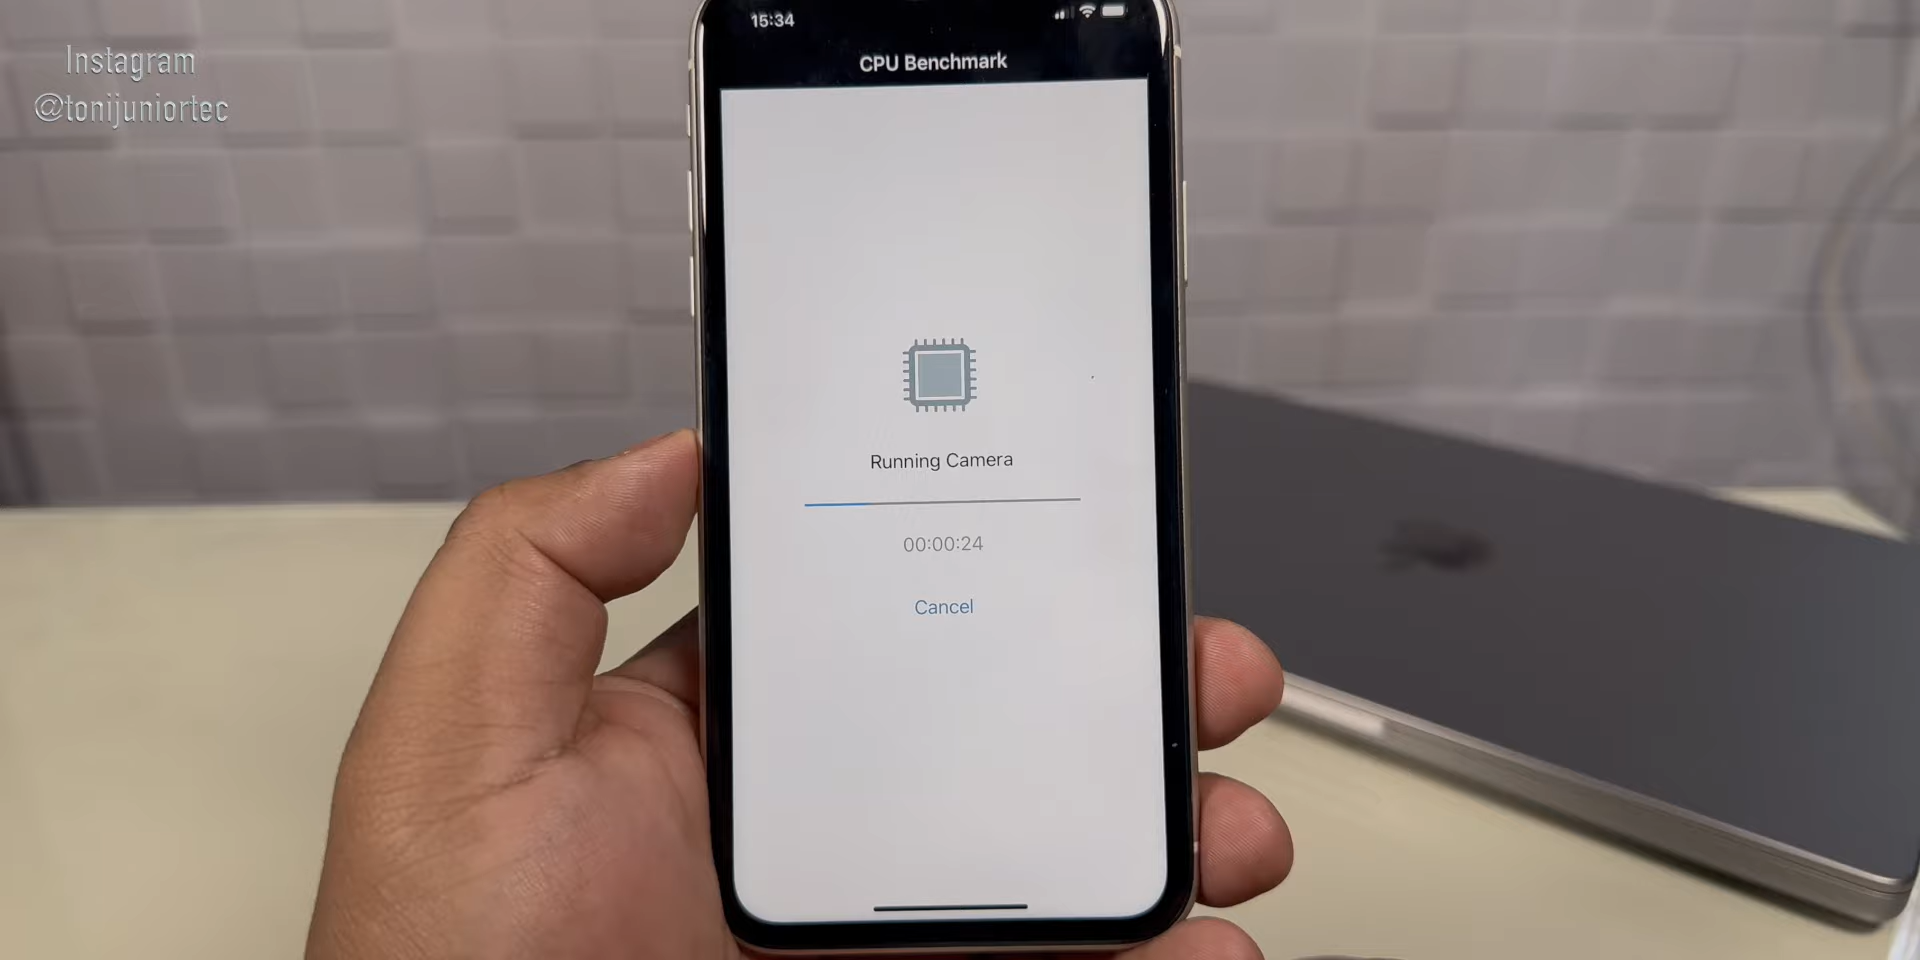 Instagram
@tonijuniortec
15:34
CPU Benchmark
Running Camera
00:00:24
Cancel